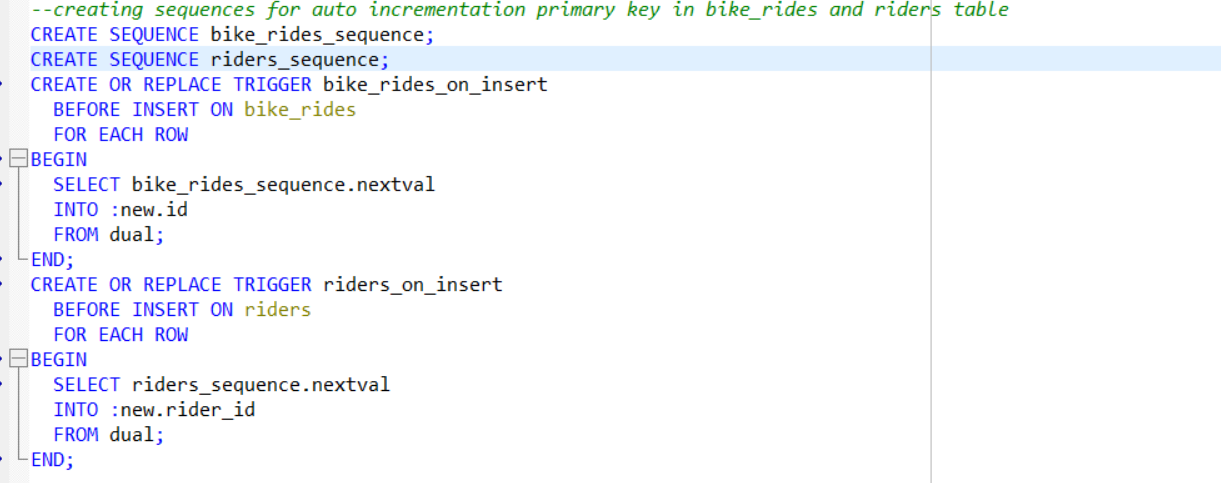 --creating sequences for auto incrementation primary key in bike_rides and riders table
CREATE SEQUENCE bike_rides_sequence;
CREATE SEQUENCE riders_sequence;
CREATE OR REPLACE TRIGGER bike_rides_on_insert
  BEFORE INSERT ON bike_rides
  FOR EACH ROW
BEGIN
  SELECT bike_rides_sequence.nextval
  INTO :new.id
  FROM dual;
END;
CREATE OR REPLACE TRIGGER riders_on_insert
  BEFORE INSERT ON riders
  FOR EACH ROW
BEGIN
  SELECT riders_sequence.nextval
  INTO :new.rider_id
  FROM dual;
END;